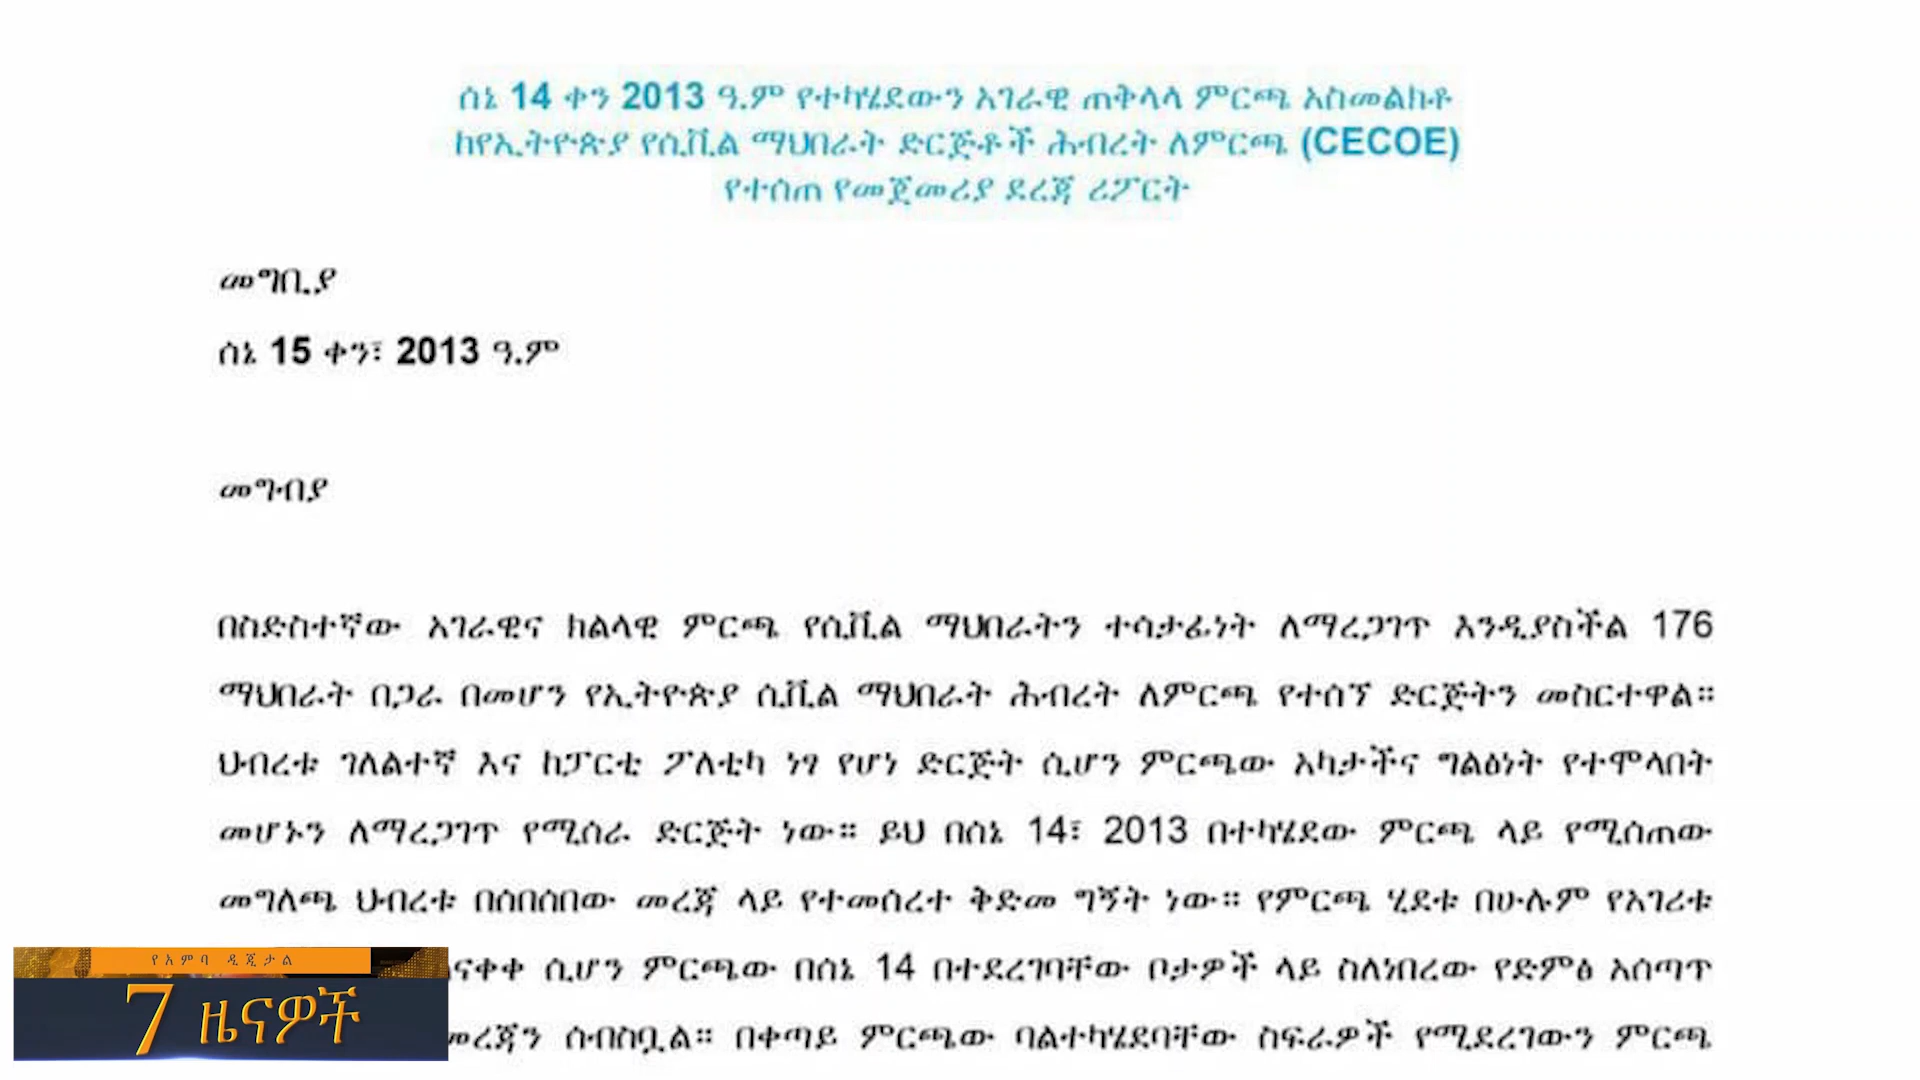 ሰኔ 14 ቀን 2013 ዓ.ም የተካሄደውን አገራዊ ጠቅላላ ምርጫ አስመልክቶ
ከየኢትዮጵያ የሲቪል ማህበራት ድርጅቶች ሕብረት ለምርጫ (CECOE)
የተሰጠ የመጀመሪያ ደረጃ ሪፖርት
መግቢያ
ሰኔ 15 ቀን፣ 2013 ዓ.ም
መግብያ
በስድስተኛው አገራዊና ክልላዊ ምርጫ የሲቪል ማህበራትን ተሳታፊነት ለማረጋገጥ እንዲያስችል 176
ማህበራት በጋራ በመሆን የኢትዮጵያ ሲቪል ማህበራት ሕብረት ለምርጫ የተሰኘ ድርጅትን መስርተዋል።
ህብረቱ ገለልተኛ እና ከፓርቲ ፖለቲካ ነፃ የሆነ ድርጅት ሲሆን ምርጫው አካታችና ግልፅነት የተሞላበት
መሆኑን ለማረጋገጥ የሚሰራ ድርጅት ነው። ይህ በሰኔ 14፣ 2013 በተካሄደው ምርጫ ላይ የሚሰጠው
መግለጫ ህብረቱ በሰበሰበው መረጃ ላይ የተመሰረተ ቅድመ ግኝት ነው። የምርጫ ሂደቱ በሁሉም የአገሪቱ
ሲሆን ምርጫው በሰኔ 14 በተደረገባቸው ቦታዎች ላይ ስለነበረው የድምፅ አሰጣጥ
መረጃን ሰብስቧል። በቀጣይ ምርጫው ባልተካሄደባቸው ስፍራዎች የሚደረገውን ምርጫ
የአምባ ዲጂታል
7 ዜናዎች